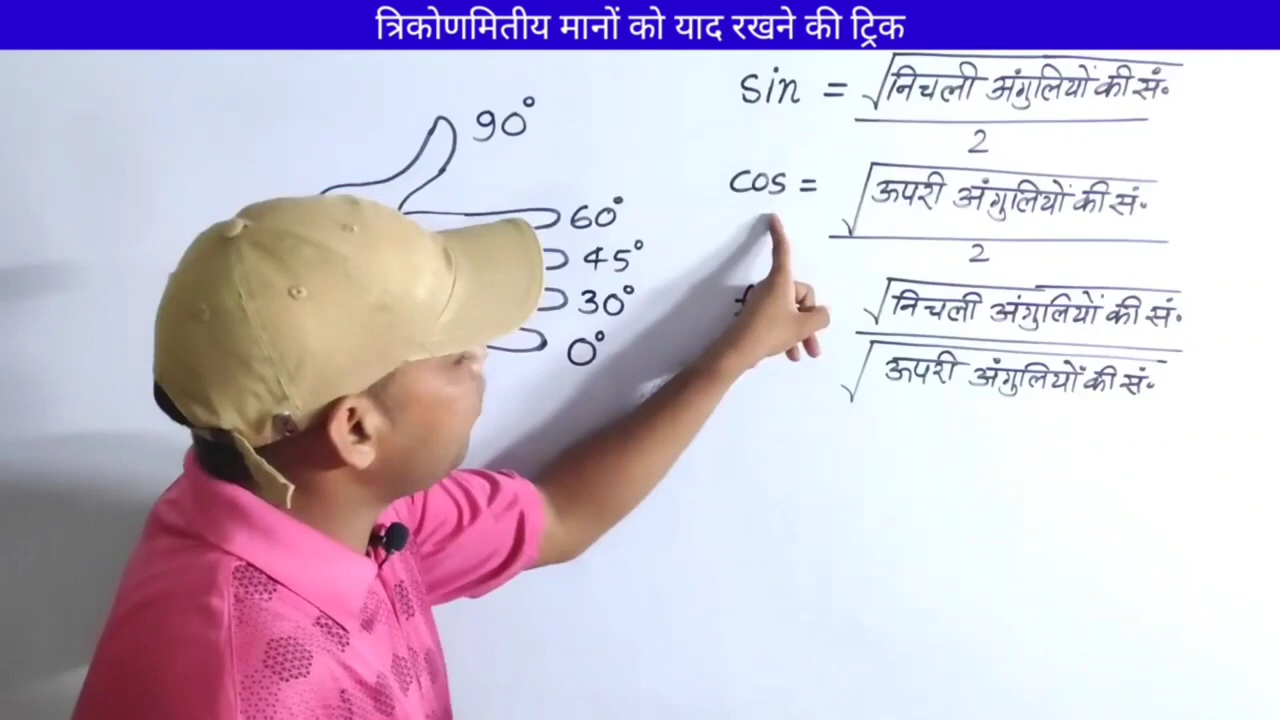 त्रिकोणमितीय मानों को याद रखने की ट्रिक
90°
60°
45°
30°
0°
sin = √निचली अंगुलियों की सं.
2
cos = √ऊपरी अंगुलियों की सं.
2
√निचली अंगुलियों की सं.
√ऊपरी अंगुलियों की सं.